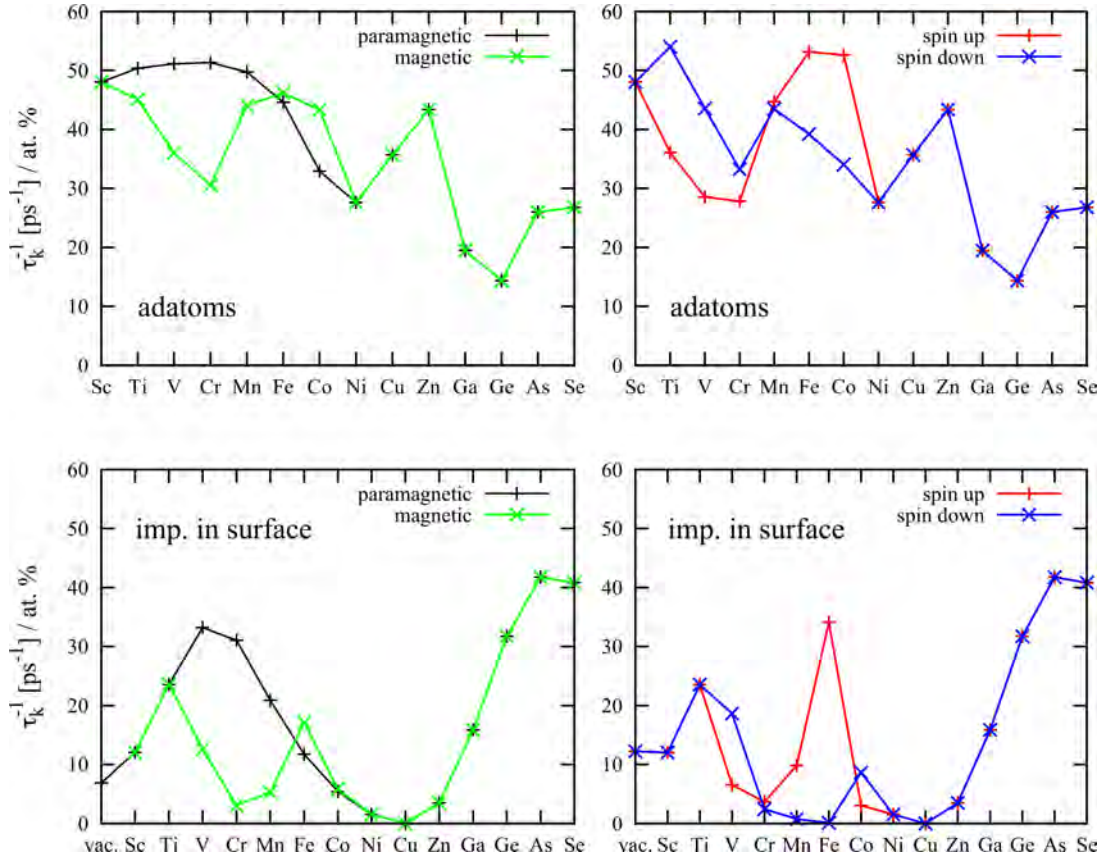 60
50
40
30
20
10
0
τk-1 [ps-1] / at. %
paramagnetic
magnetic
adatoms
Sc Ti V Cr Mn Fe Co Ni Cu Zn Ga Ge As Se
60
50
40
30
20
10
0
spin up
spin down
adatoms
Sc Ti V Cr Mn Fe Co Ni Cu Zn Ga Ge As Se
60
50
40
30
20
10
0
τk-1 [ps-1] / at. %
paramagnetic
magnetic
imp. in surface
vac. Sc Ti V Cr Mn Fe Co Ni Cu Zn Ga Ge As Se
60
50
40
30
20
10
0
spin up
spin down
imp. in surface
vac. Sc Ti V Cr Mn Fe Co Ni Cu Zn Ga Ge As Se